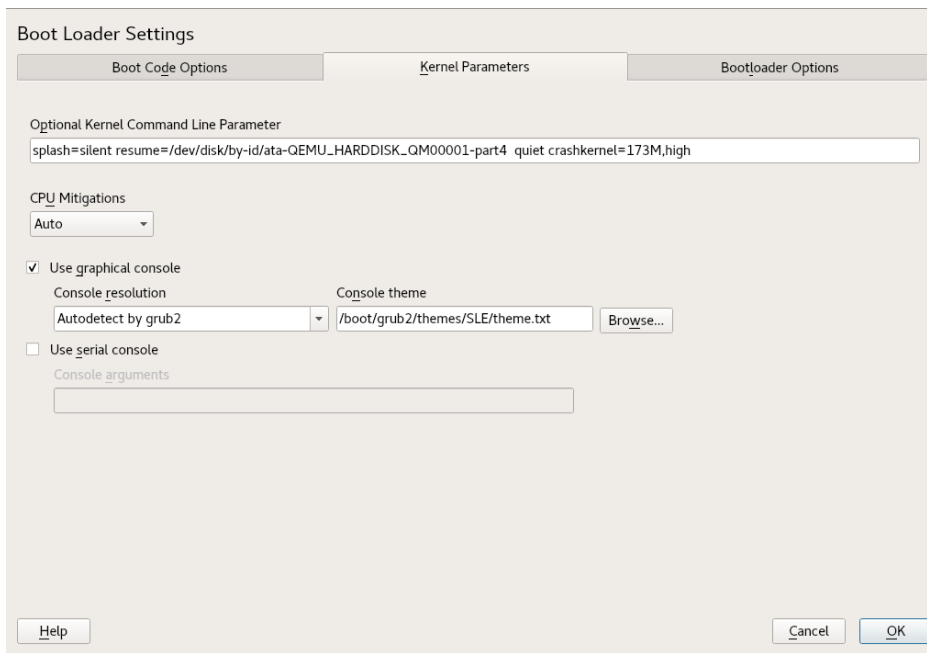 Boot Loader Settings
Boot Code Options Kernel Parameters Bootloader Options
Optional Kernel Command Line Parameter
splash=silent resume=/dev/disk/by-id/ata-QEMU_HARDDISK_QM00001-part4  quiet crashkernel=173M,high
CPU Mitigations
Auto
Use graphical console
Console resolution Console theme
Autodetect by grub2 /boot/grub2/themes/SLE/theme.txt Browse...
Use serial console
Console arguments
Help Cancel OK